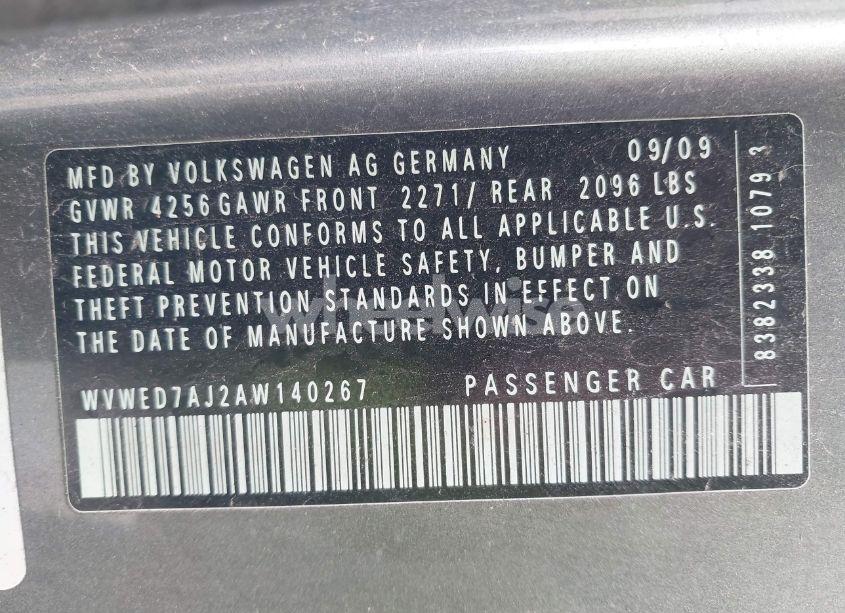 MFD BY VOLKSWAGEN AG GERMANY 09/09
GVWR 4256 GAWR FRONT 2271/ REAR 2096 LBS
THIS VEHICLE CONFORMS TO ALL APPLICABLE U.S.
FEDERAL MOTOR VEHICLE SAFETY, BUMPER AND
THEFT PREVENTION STANDARDS IN EFFECT ON
THE DATE OF MANUFACTURE SHOWN ABOVE.
WVWED7AJ2AW140267 PASSENGER CAR
8382338 1079 3
wheelwise